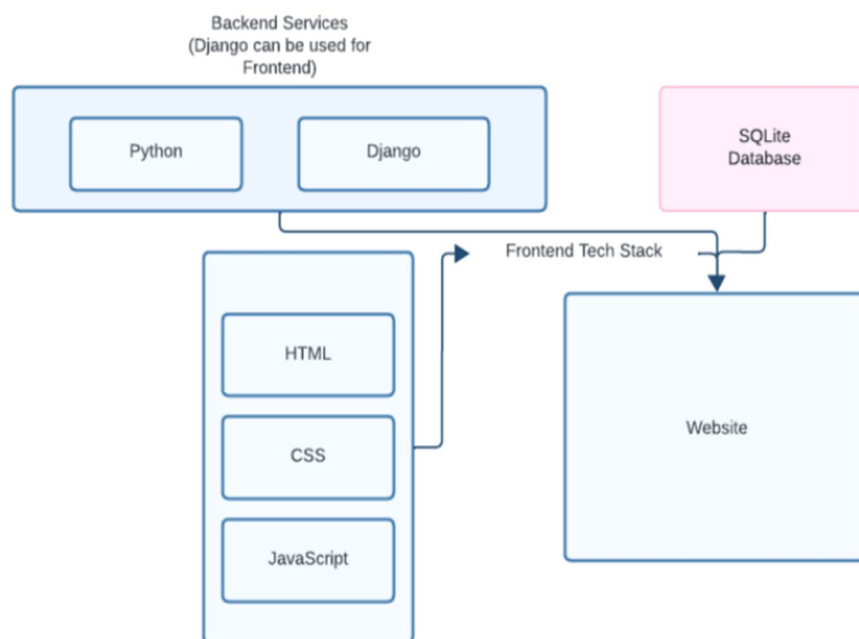 Backend Services
(Django can be used for
Frontend)
Python
Django
SQLite
Database
Frontend Tech Stack
HTML
CSS
JavaScript
Website